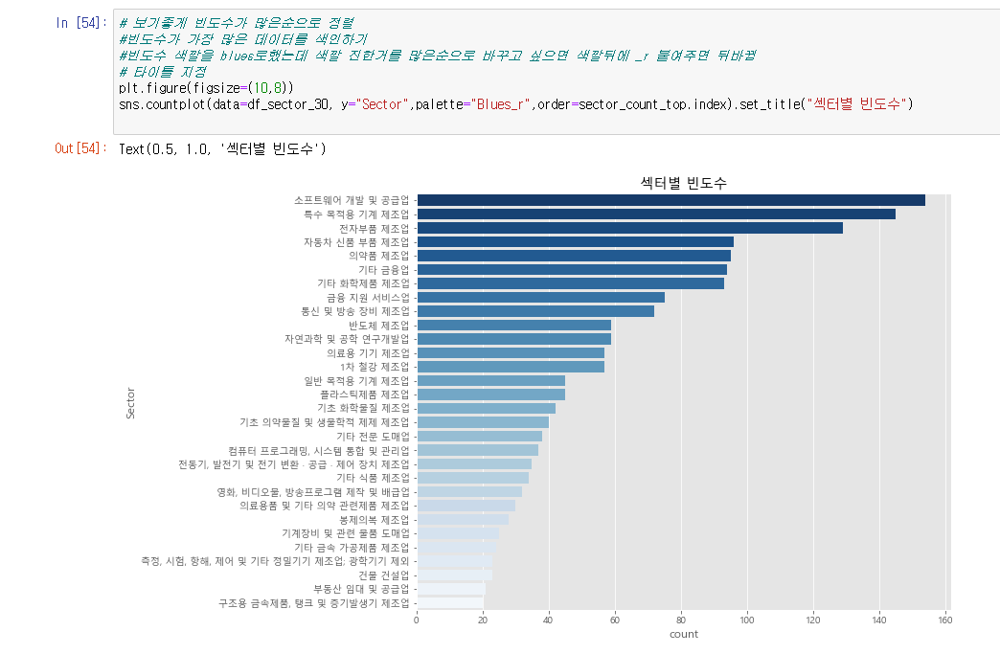 In [54]:
# 보기좋게 빈도수가 많은순으로 정렬
#빈도수가 가장 많은 데이터를 색인하기
#빈도수 색깔을 blues로했는데 색깔 진한거를 많은순으로 바꾸고 싶으면 색깔뒤에 _r 붙여주면 뒤바뀜
# 타이틀 지정
plt.figure(figsize=(10,8))
sns.countplot(data=df_sector_30, y="Sector",palette="Blues_r",order=sector_count_top.index).set_title("섹터별 빈도수")
Out[54]: Text(0.5, 1.0, '섹터별 빈도수')
섹터별 빈도수
소프트웨어 개발 및 공급업
특수 목적용 기계 제조업
전자부품 제조업
자동차 신품 부품 제조업
의약품 제조업
기타 금융업
기타 화학제품 제조업
금융 지원 서비스업
통신 및 방송 장비 제조업
반도체 제조업
자연과학 및 공학 연구개발업
의료용 기기 제조업
1차 철강 제조업
일반 목적용 기계 제조업
플라스틱제품 제조업
기초 화학물질 제조업
기초 의약물질 및 생물학적 제제 제조업
기타 전문 도매업
컴퓨터 프로그래밍, 시스템 통합 및 관리업
전동기, 발전기 및 전기 변환 · 공급 · 제어 장치 제조업
기타 식품 제조업
영화, 비디오물, 방송프로그램 제작 및 배급업
의료용품 및 기타 의약 관련제품 제조업
봉제의복 제조업
기계장비 및 관련 물품 도매업
기타 금속 가공제품 제조업
측정, 시험, 항해, 제어 및 기타 정밀기기 제조업; 광학기기 제외
건물 건설업
부동산 임대 및 공급업
구조용 금속제품, 탱크 및 증기발생기 제조업
Sector
0 20 40 60 80 100 120 140 160
count